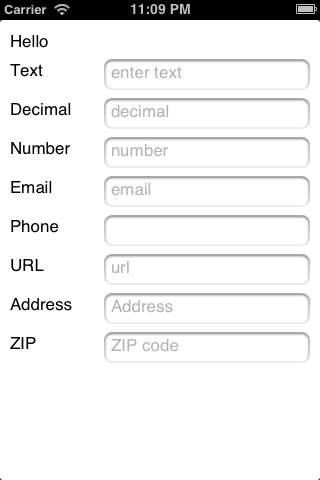 Carrier 11:09 PM
Hello
Text enter text
Decimal decimal
Number number
Email email
Phone
URL url
Address Address
ZIP ZIP code